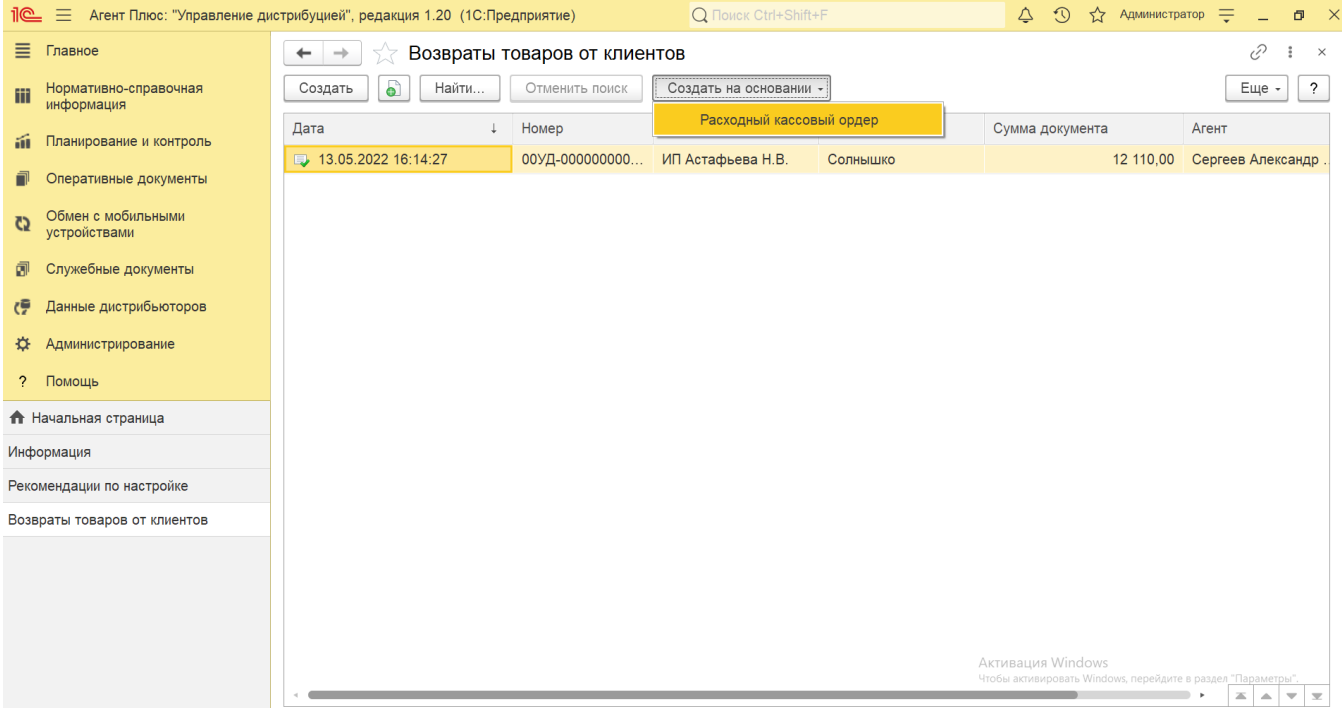 1С Агент Плюс: "Управление дистрибуцией", редакция 1.20 (1С:Предприятие) Поиск Ctrl+Shift+F Администратор
Главное
Нормативно-справочная
информация
Планирование и контроль
Оперативные документы
Обмен с мобильными
устройствами
Служебные документы
Данные дистрибьюторов
Администрирование
? Помощь
Начальная страница
Информация
Рекомендации по настройке
Возвраты товаров от клиентов
Возвраты товаров от клиентов
Создать Найти... Отменить поиск Создать на основании Еще ?
Расходный кассовый ордер
Дата ↓ Номер Сумма документа Агент
13.05.2022 16:14:27 00УД-000000000... ИП Астафьева Н.В. Солнышко 12 110,00 Сергеев Александр ...
Активация Windows
Чтобы активировать Windows, перейдите в раздел "Параметры".